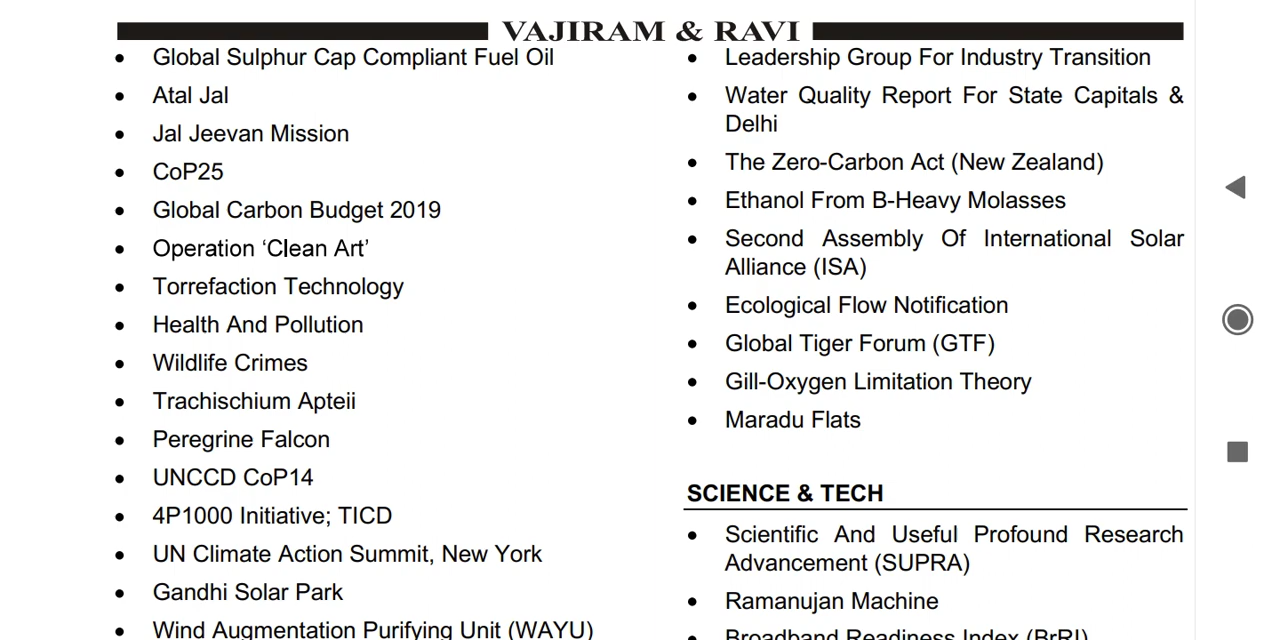 VAJIRAM & RAVI
• Global Sulphur Cap Compliant Fuel Oil
• Atal Jal
• Jal Jeevan Mission
• CoP25
• Global Carbon Budget 2019
• Operation ‘Clean Art’
• Torrefaction Technology
• Health And Pollution
• Wildlife Crimes
• Trachischium Apteii
• Peregrine Falcon
• UNCCD CoP14
• 4P1000 Initiative; TICD
• UN Climate Action Summit, New York
• Gandhi Solar Park
• Wind Augmentation Purifying Unit (WAYU)
• Leadership Group For Industry Transition
• Water Quality Report For State Capitals &
Delhi
• The Zero-Carbon Act (New Zealand)
• Ethanol From B-Heavy Molasses
• Second Assembly Of International Solar
Alliance (ISA)
• Ecological Flow Notification
• Global Tiger Forum (GTF)
• Gill-Oxygen Limitation Theory
• Maradu Flats
SCIENCE & TECH
• Scientific And Useful Profound Research
Advancement (SUPRA)
• Ramanujan Machine
• Broadband Readiness Index (BrRI)